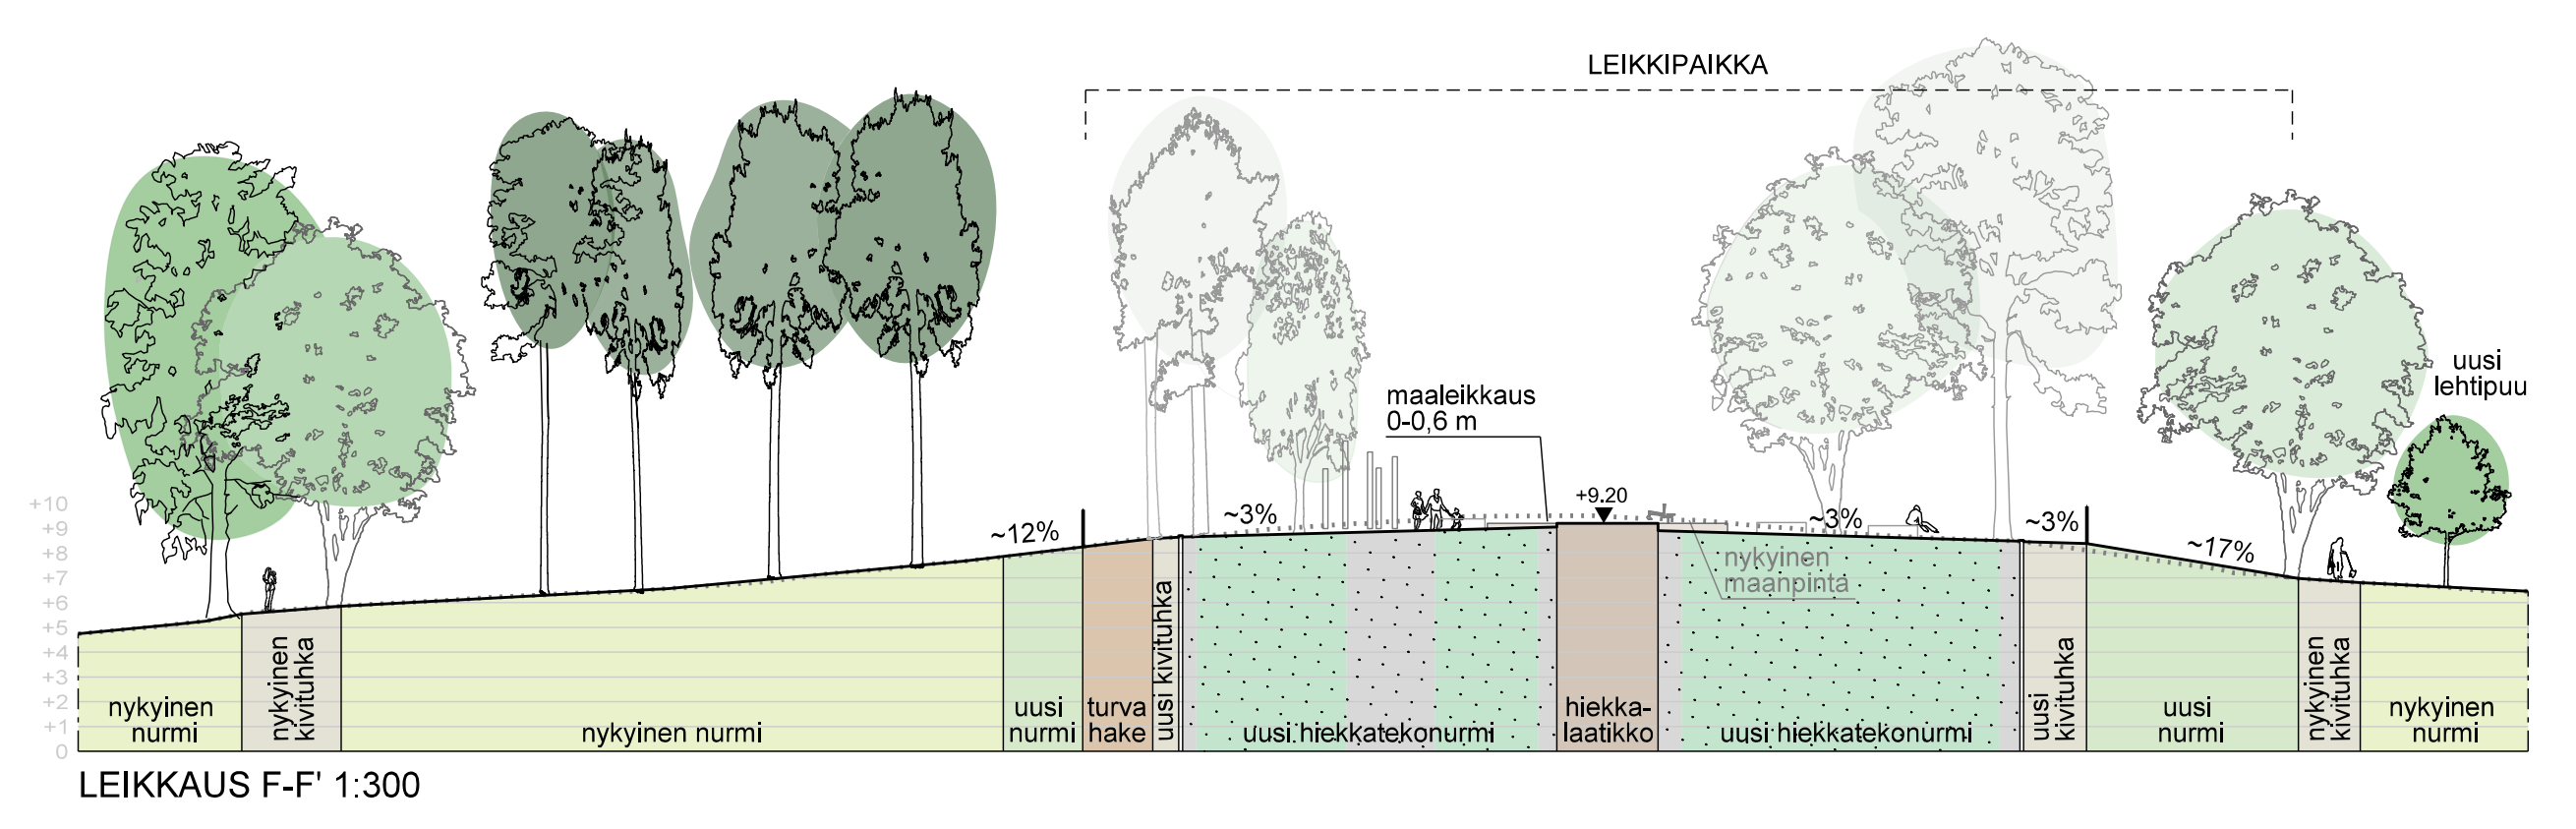 LEIKKIPAIKKA
uusi
lehtipuu
maaleikkaus
0-0,6 m
+9.20
~12%
~3%
~3%
~3%
~17%
nykyinen
maanpinta
+10
+9
+8
+7
+6
+5
+4
+3
+2
+1
0
nykyinen
nurmi
nykyinen
kivituhka
nykyinen nurmi
uusi
nurmi
turva
hake
uusi kivituhka
uusi hiekkatekonurmi
hiekka-
laatikko
uusi hiekkatekonurmi
uusi
kivituhka
uusi
nurmi
nykyinen
kivituhka
nykyinen
nurmi
LEIKKAUS F-F' 1:300